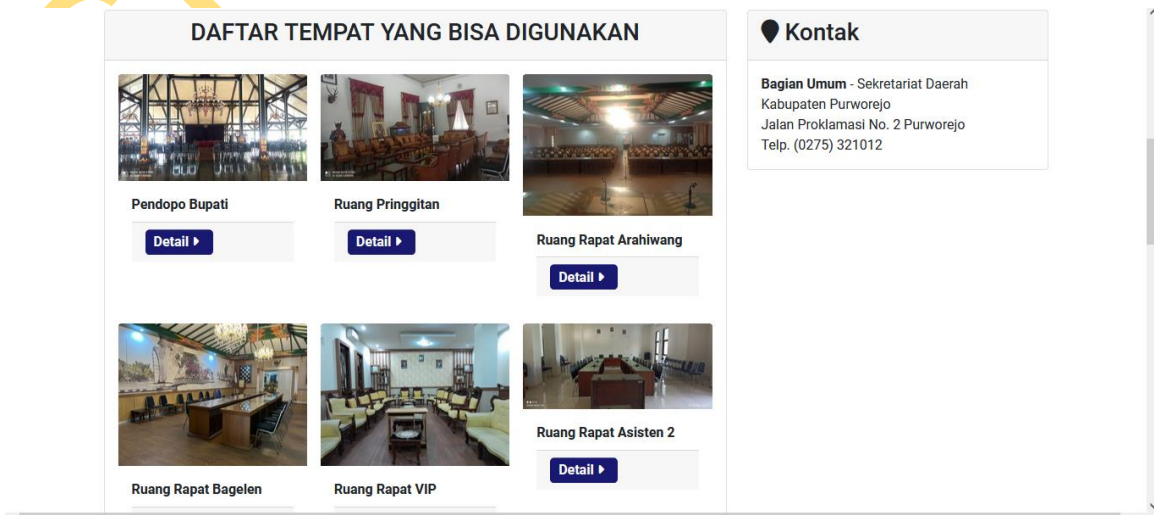 DAFTAR TEMPAT YANG BISA DIGUNAKAN
Kontak
Bagian Umum - Sekretariat Daerah
Kabupaten Purworejo
Jalan Proklamasi No. 2 Purworejo
Telp. (0275) 321012
Pendopo Bupati
Detail
Ruang Pringgitan
Detail
Ruang Rapat Arahiwang
Detail
Ruang Rapat Bagelen
Ruang Rapat VIP
Ruang Rapat Asisten 2
Detail